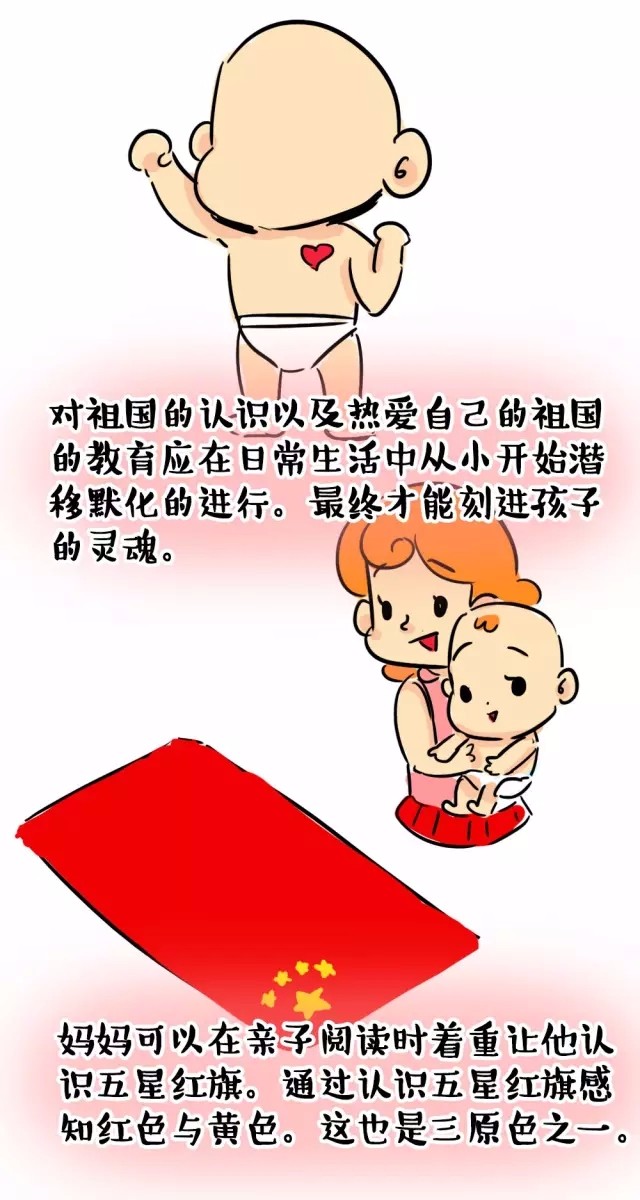 对祖国的认识以及热爱自己的祖国
的教育应在日常生活中从小开始潜
移默化的进行。最终才能刻进孩子
的灵魂。
妈妈可以在亲子阅读时着重让他认
识五星红旗。通过认识五星红旗感
知红色与黄色。这也是三原色之一。